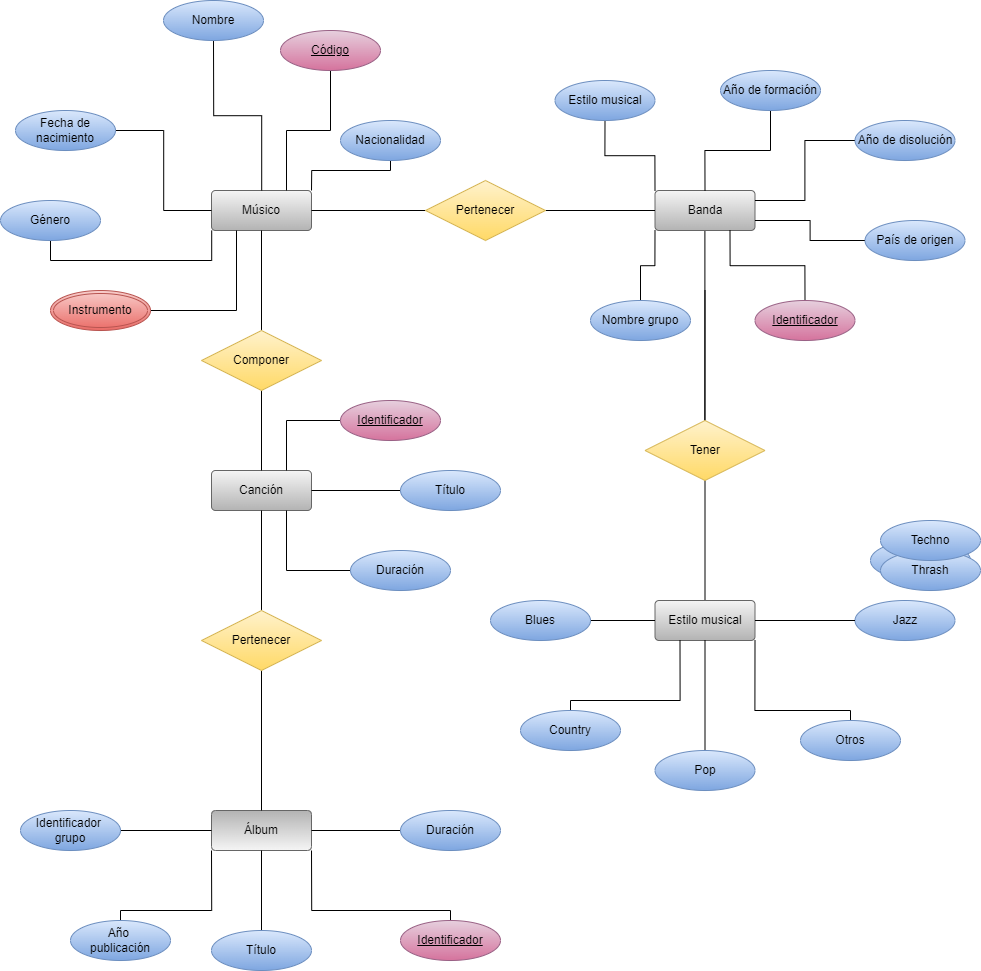 Nombre
Código
Estilo musical
Año de formación
Fecha de
nacimiento
Nacionalidad
Año de disolución
Género
Músico
Pertenecer
Banda
País de origen
Instrumento
Nombre grupo
Identificador
Componer
Identificador
Tener
Canción
Título
Duración
Techno
Thrash
Pertenecer
Blues
Estilo musical
Jazz
Country
Pop
Otros
Identificador
grupo
Álbum
Duración
Año
publicación
Título
Identificador